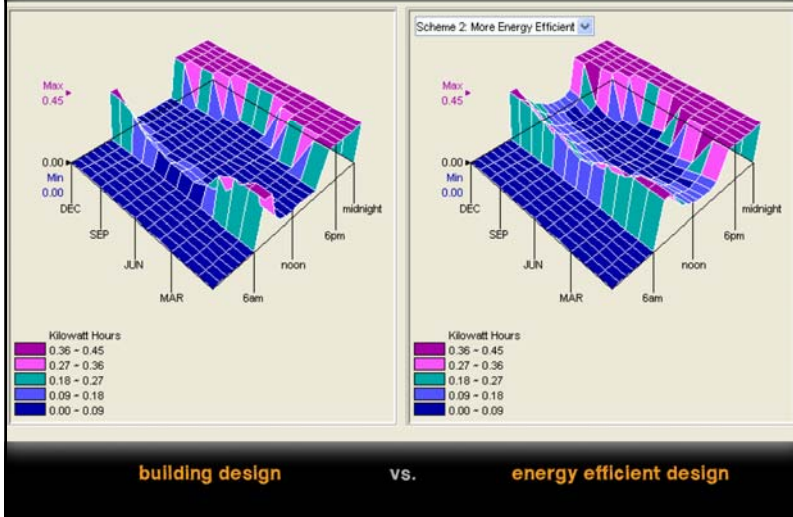 Max
0.45
0.00
Min
0.00
DEC
SEP
JUN
MAR
6am
noon
6pm
midnight
Kilowatt Hours
0.36 - 0.45
0.27 - 0.36
0.18 - 0.27
0.09 - 0.18
0.00 - 0.09
Scheme 2: More Energy Efficient
Max
0.45
0.00
Min
0.00
DEC
SEP
JUN
MAR
6am
noon
6pm
midnight
Kilowatt Hours
0.36 - 0.45
0.27 - 0.36
0.18 - 0.27
0.09 - 0.18
0.00 - 0.09
building design vs. energy efficient design